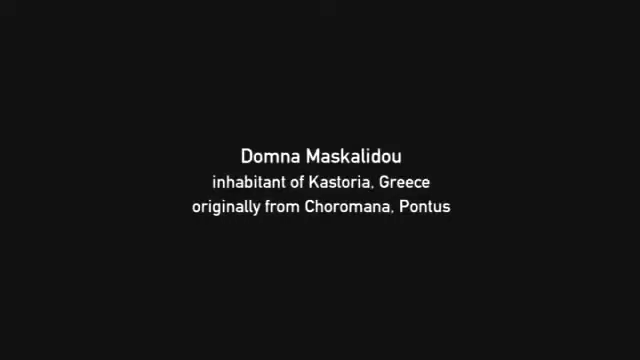 Domna Maskalidou
inhabitant of Kastoria, Greece
originally from Choromana, Pontus